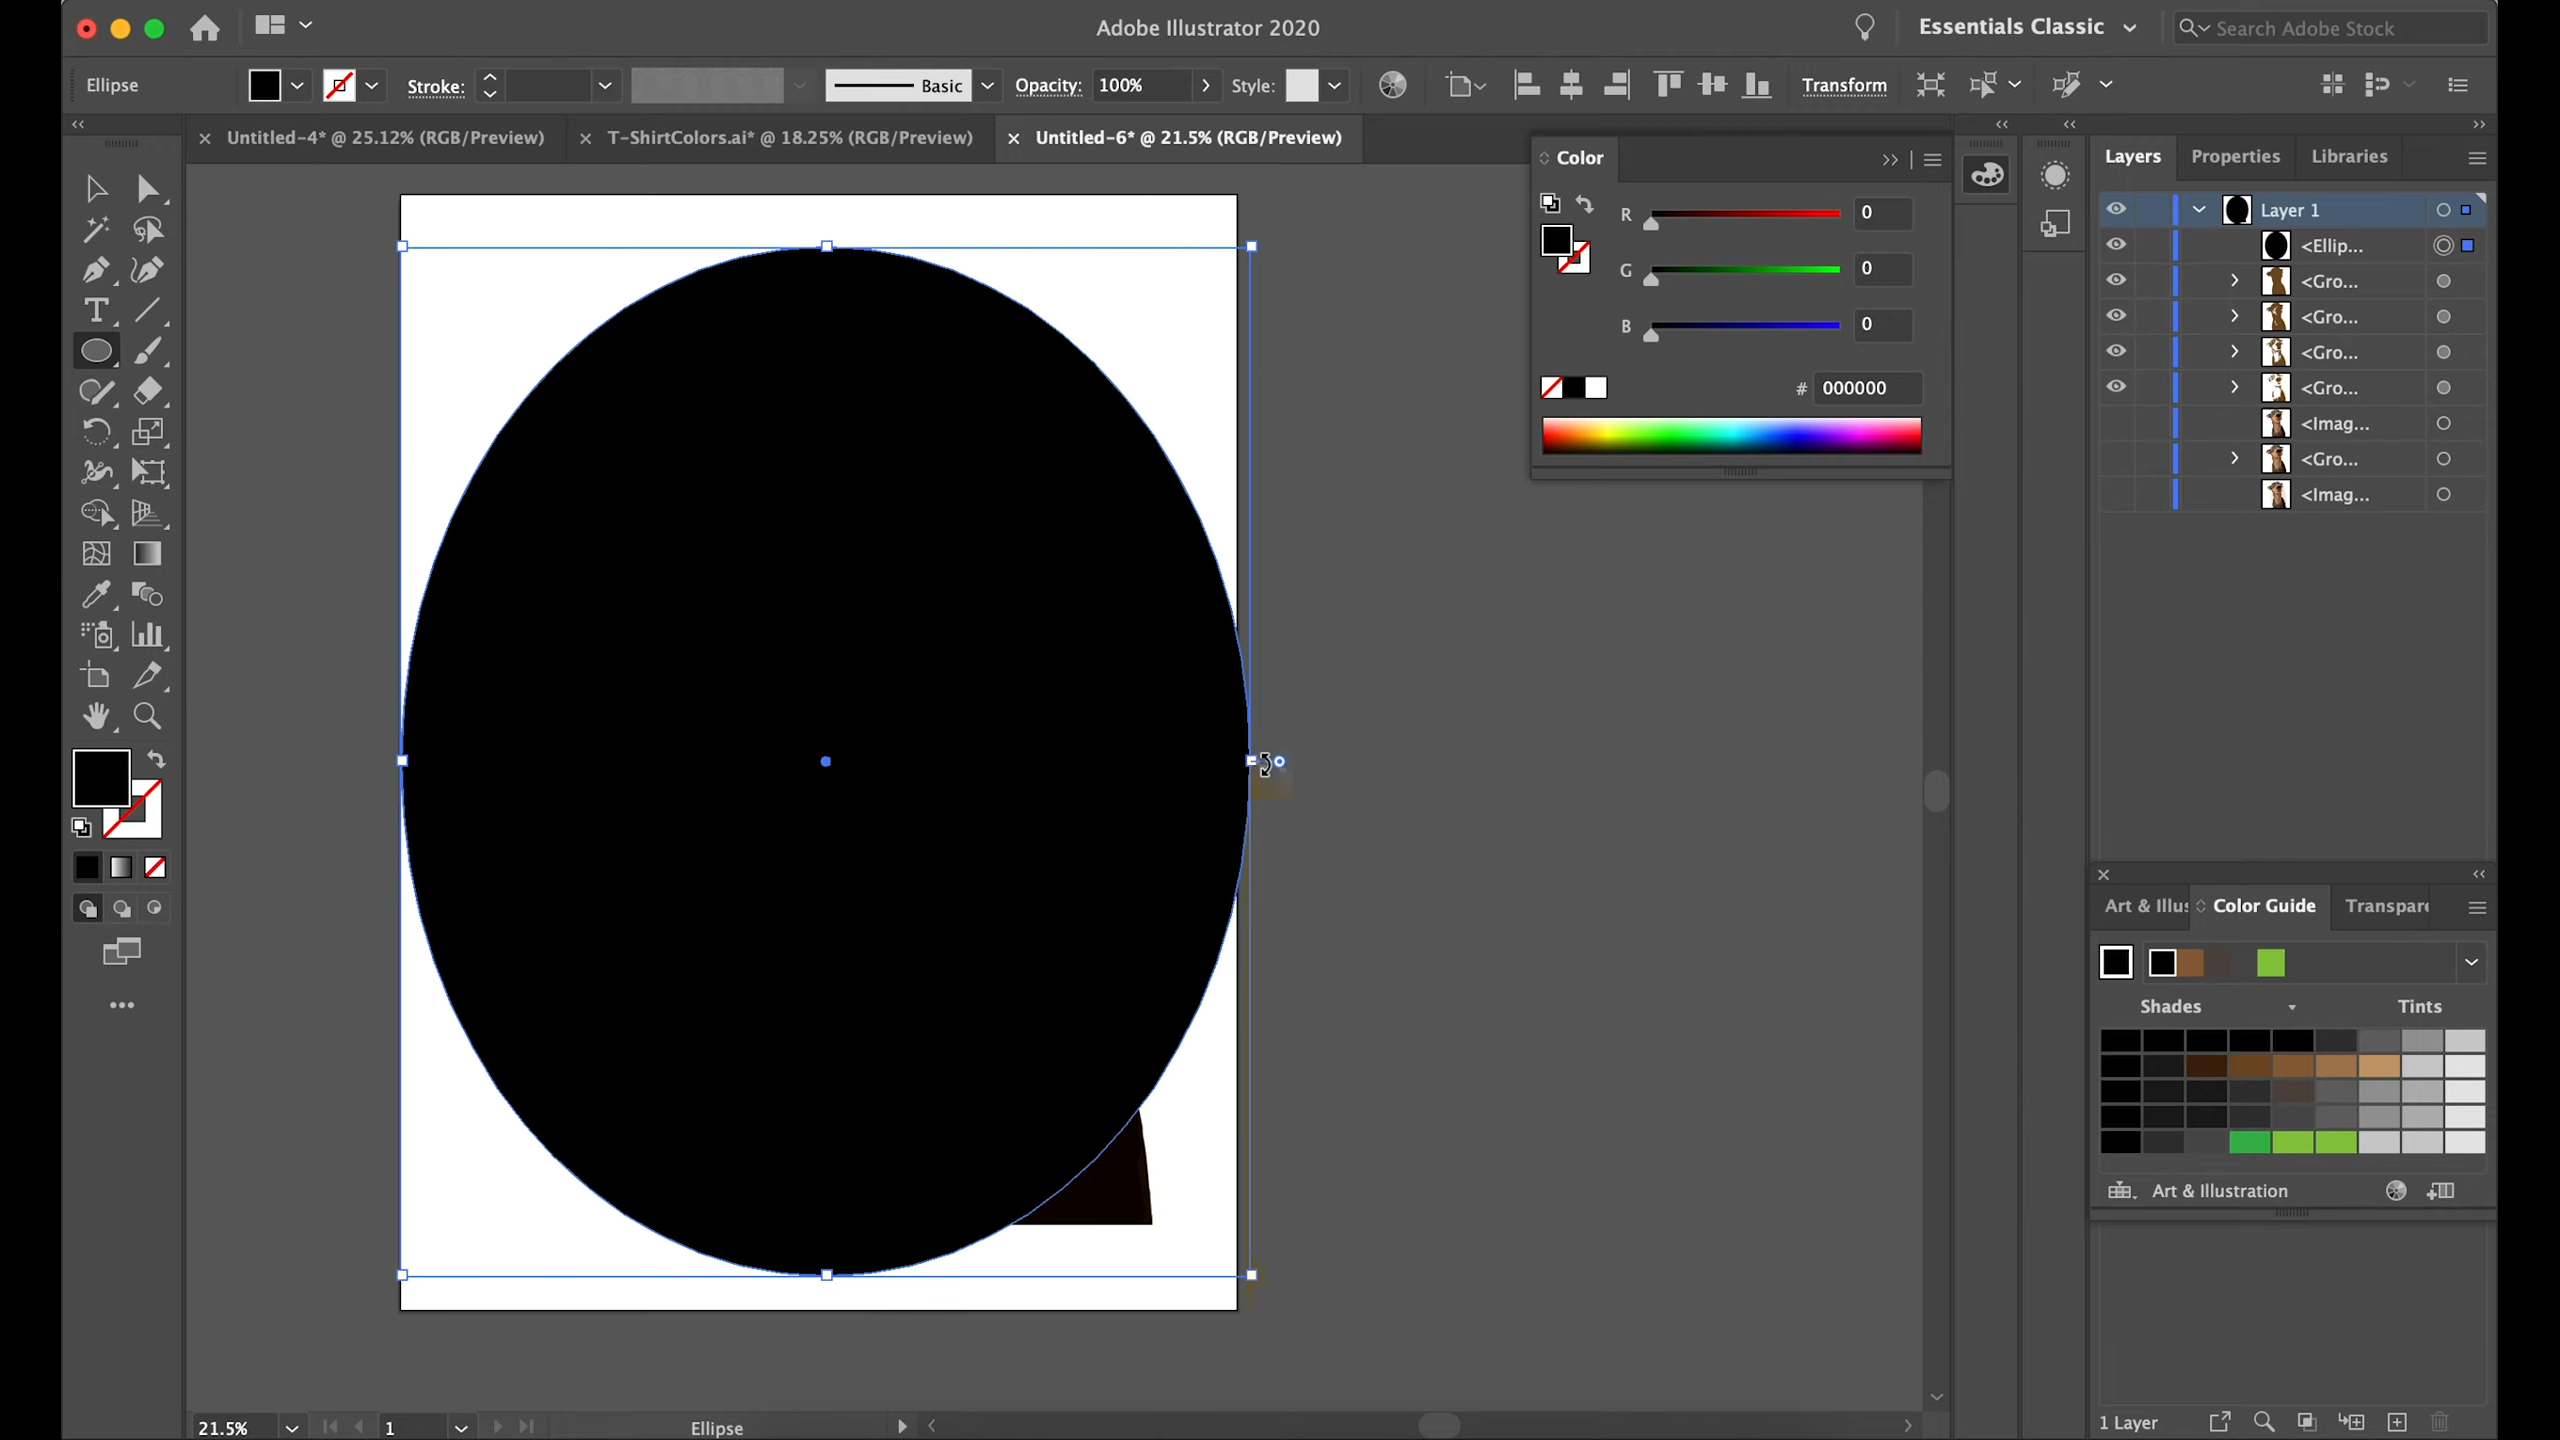 Adobe Illustrator 2020
Essentials Classic
Search Adobe Stock
Ellipse
Stroke:
Basic
Opacity: 100%
Style:
Transform
Untitled-4* @ 25.12% (RGB/Preview)
T-ShirtColors.ai* @ 18.25% (RGB/Preview)
Untitled-6* @ 21.5% (RGB/Preview)
Color
R 0
G 0
B 0
# 000000
Layers
Properties
Libraries
Layer 1
<Ellip...
<Gro...
<Gro...
<Gro...
<Gro...
<Imag...
<Gro...
<Imag...
Art & Illus
Color Guide
Transpare
Shades
Tints
Art & Illustration
1 Layer
21.5%
1
Ellipse